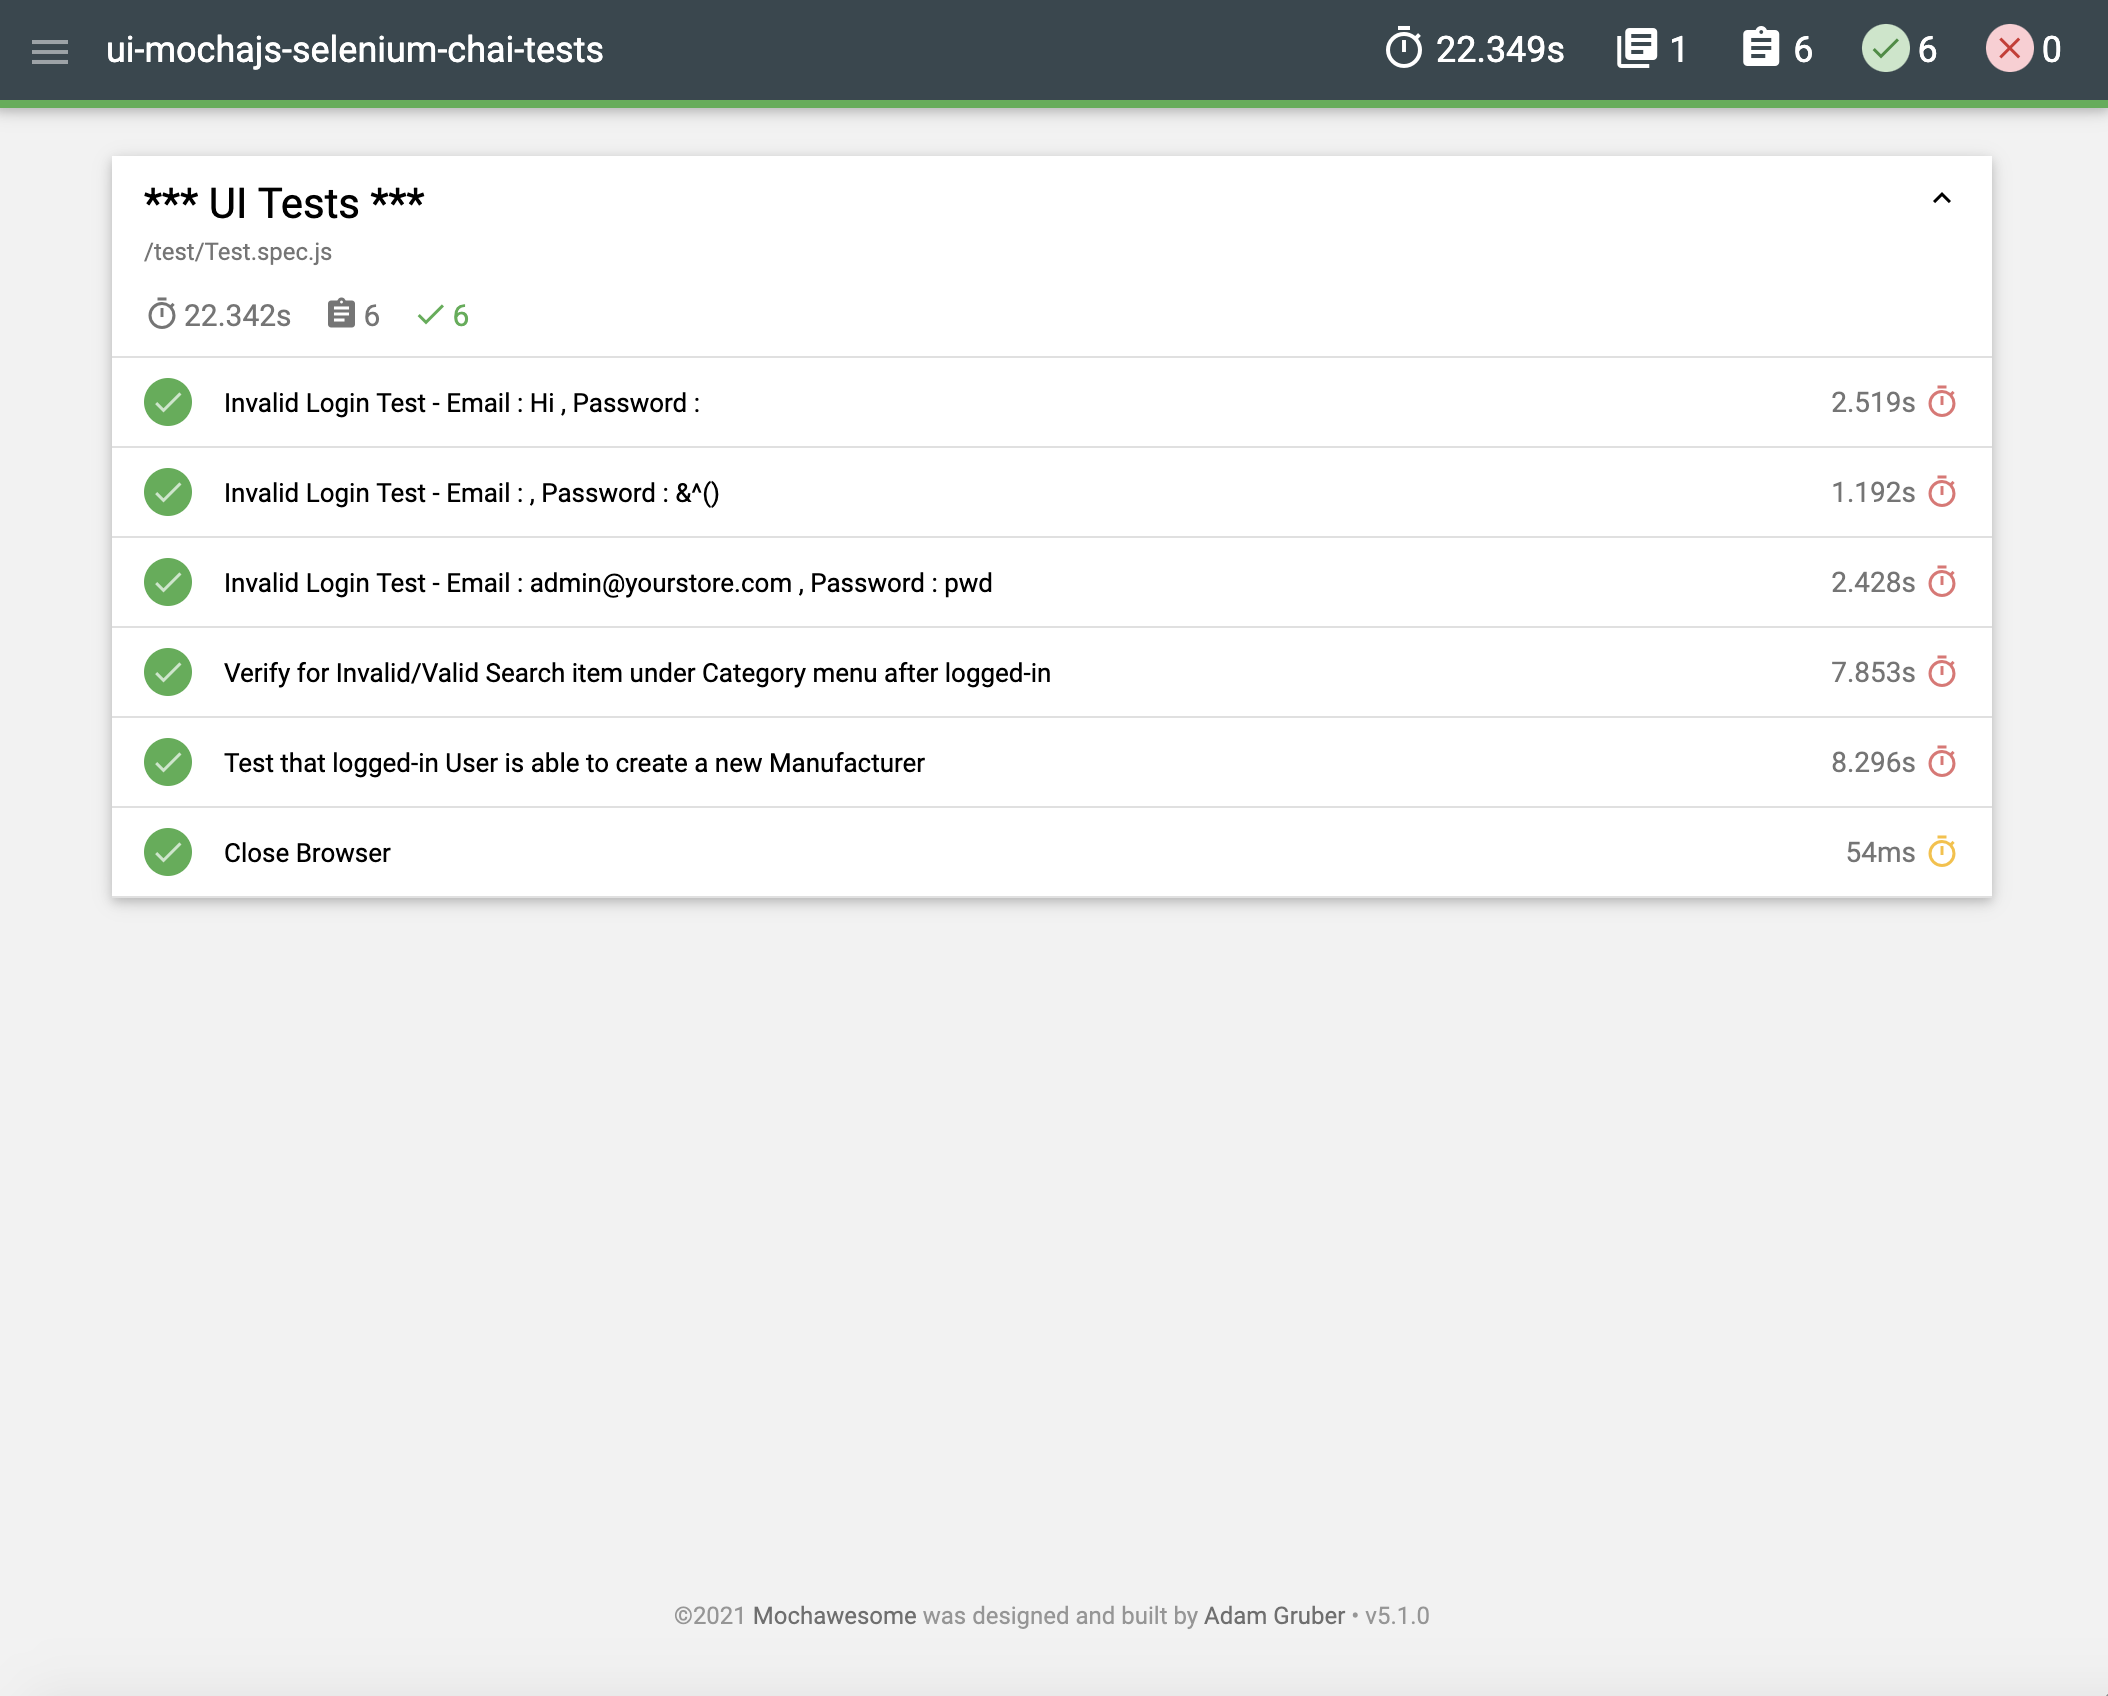 ui-mochajs-selenium-chai-tests 22.349s 1 6 6 0
*** UI Tests ***
/test/Test.spec.js
22.342s 6 6
Invalid Login Test - Email : Hi , Password : 2.519s
Invalid Login Test - Email : , Password : &^() 1.192s
Invalid Login Test - Email : admin@yourstore.com , Password : pwd 2.428s
Verify for Invalid/Valid Search item under Category menu after logged-in 7.853s
Test that logged-in User is able to create a new Manufacturer 8.296s
Close Browser 54ms
©2021 Mochawesome was designed and built by Adam Gruber • v5.1.0